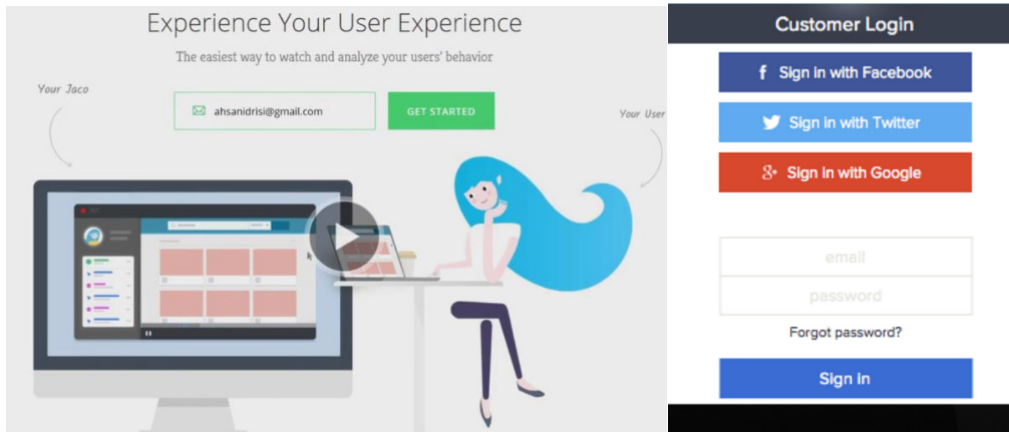 Experience Your User Experience
The easiest way to watch and analyze your users' behavior
Your Jaco
ahsanidrisi@gmail.com
GET STARTED
Your User
Customer Login
f Sign in with Facebook
Sign in with Twitter
8+ Sign in with Google
email
password
Forgot password?
Sign in